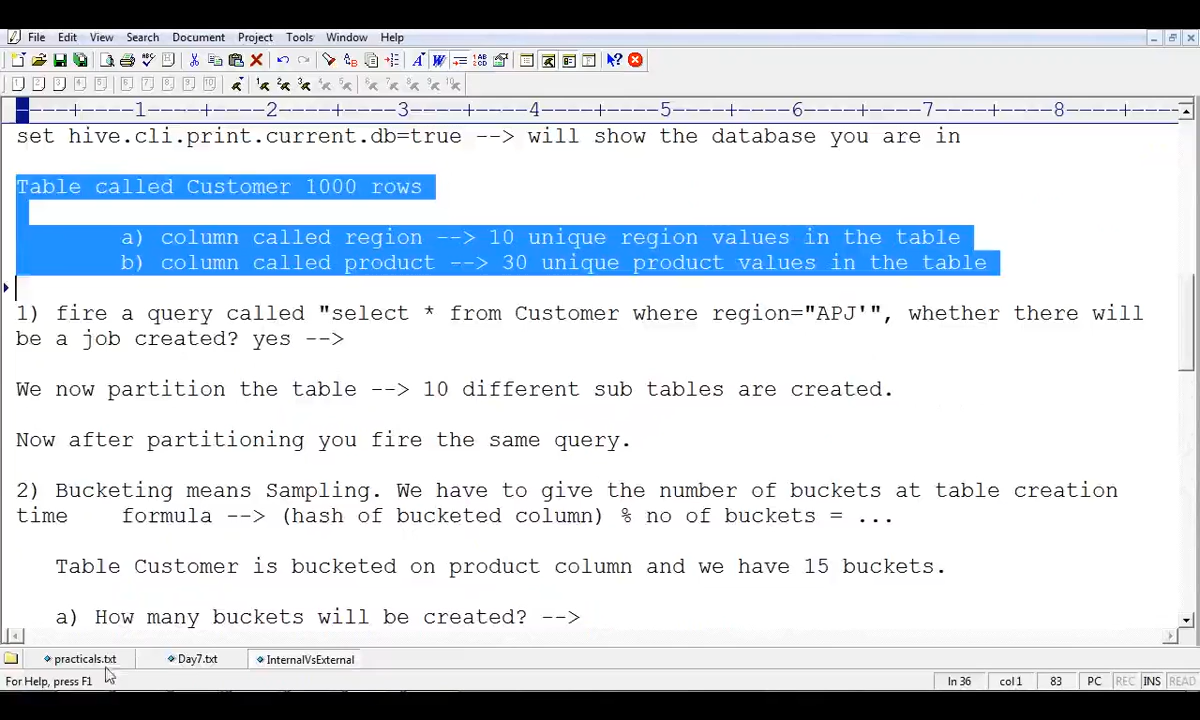 File Edit View Search Document Project Tools Window Help
----+----1----+----2----+----3----+----4----+----5----+----6----+----7----+----8----+--
set hive.cli.print.current.db=true --> will show the database you are in
Table called Customer 1000 rows
a) column called region --> 10 unique region values in the table
b) column called product --> 30 unique product values in the table
1) fire a query called "select * from Customer where region="APJ'", whether there will
be a job created? yes -->
We now partition the table --> 10 different sub tables are created.
Now after partitioning you fire the same query.
2) Bucketing means Sampling. We have to give the number of buckets at table creation
time formula --> (hash of bucketed column) % no of buckets = ...
Table Customer is bucketed on product column and we have 15 buckets.
a) How many buckets will be created? -->
practicals.txt Day7.txt InternalVsExternal
For Help, press F1 ln 36 col 1 83 PC REC INS READ